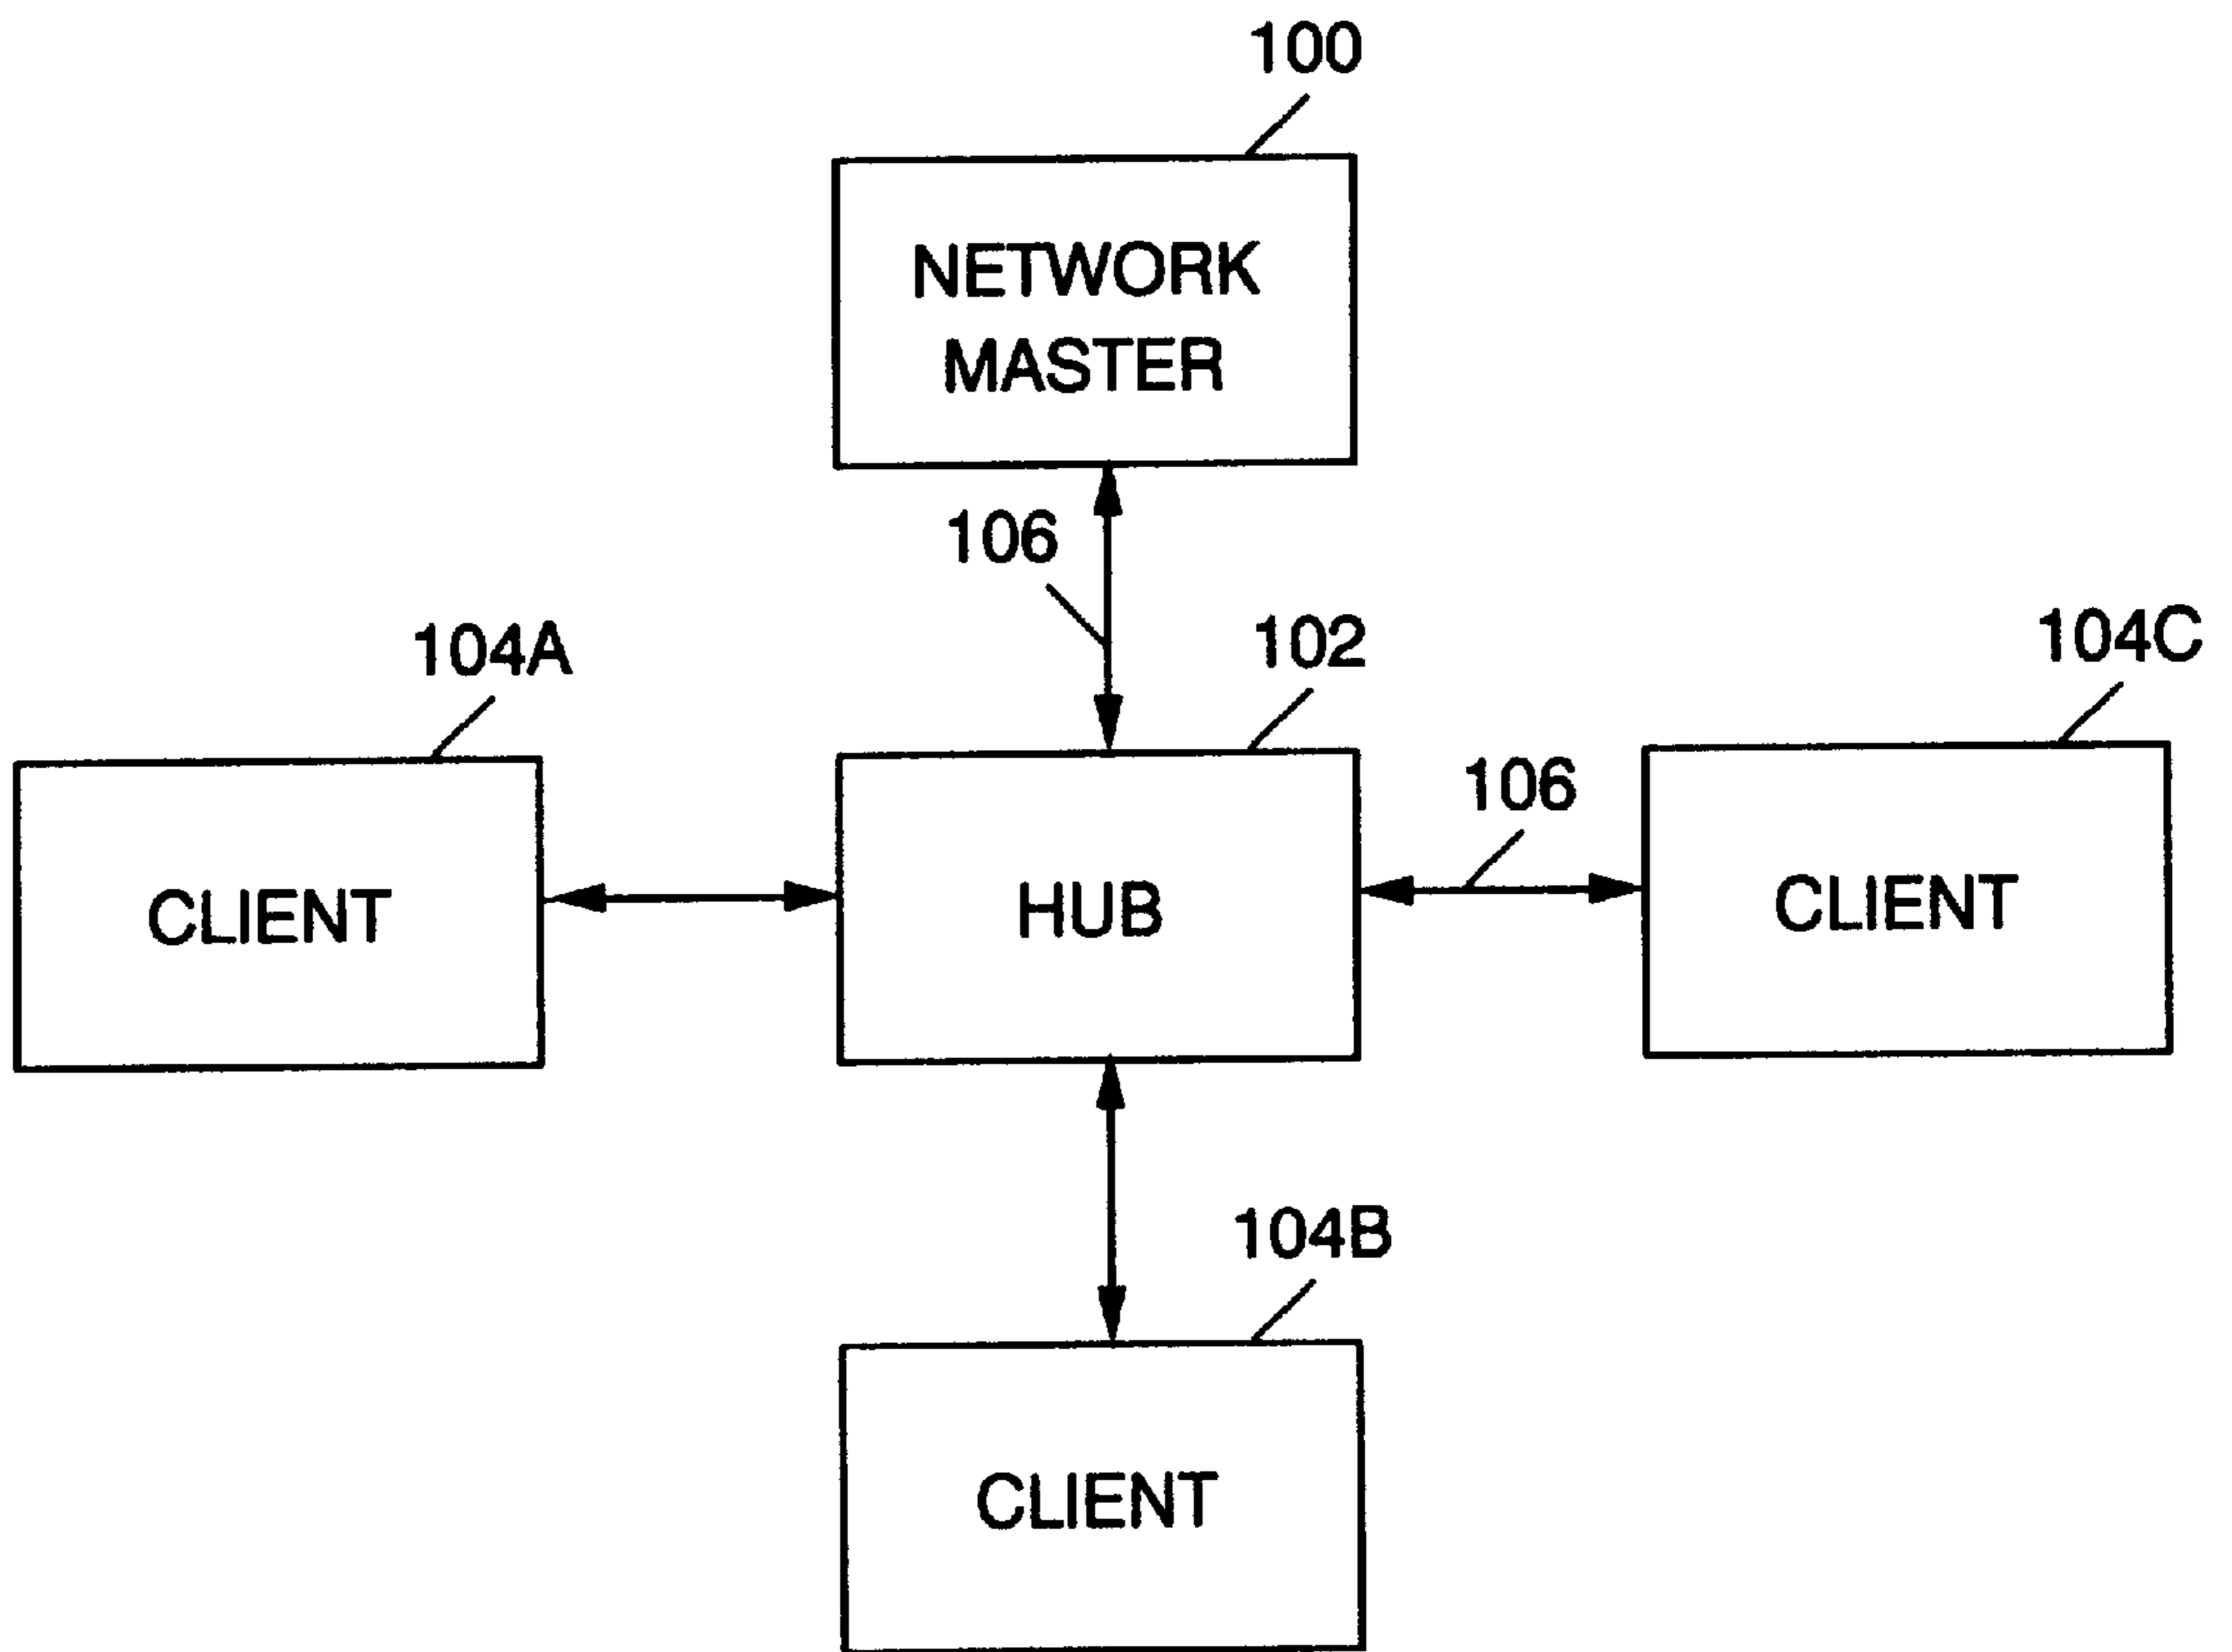 100
NETWORK
MASTER
106
104A
102
104C
106
CLIENT
HUB
CLIENT
104B
CLIENT